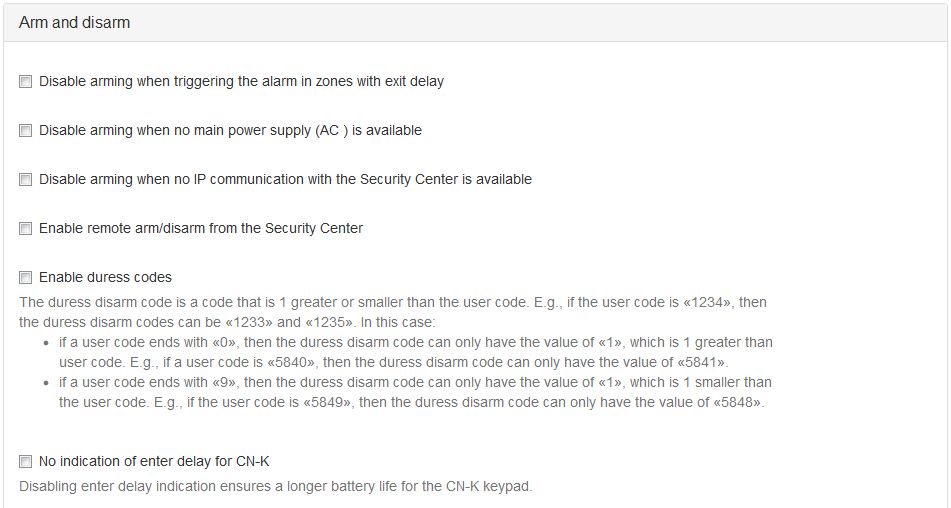 Arm and disarm
Disable arming when triggering the alarm in zones with exit delay
Disable arming when no main power supply (AC ) is available
Disable arming when no IP communication with the Security Center is available
Enable remote arm/disarm from the Security Center
Enable duress codes
The duress disarm code is a code that is 1 greater or smaller than the user code. E.g., if the user code is «1234», then
the duress disarm codes can be «1233» and «1235». In this case:
• if a user code ends with «0», then the duress disarm code can only have the value of «1», which is 1 greater than
user code. E.g., if a user code is «5840», then the duress disarm code can only have the value of «5841».
• if a user code ends with «9», then the duress disarm code can only have the value of «1», which is 1 smaller than
the user code. E.g., if the user code is «5849», then the duress disarm code can only have the value of «5848».
No indication of enter delay for CN-K
Disabling enter delay indication ensures a longer battery life for the CN-K keypad.